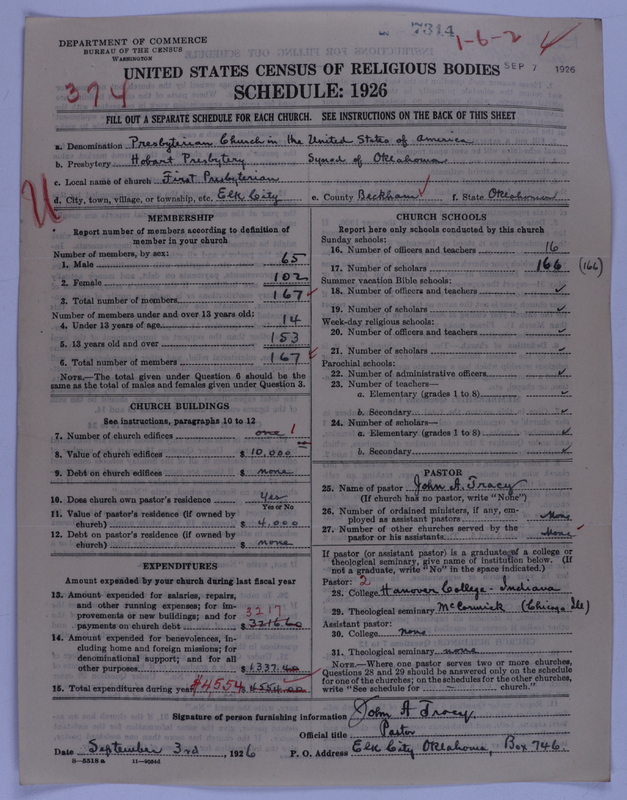 7314
1-6-2
DEPARTMENT OF COMMERCE
BUREAU OF THE CENSUS
WASHINGTON
UNITED STATES CENSUS OF RELIGIOUS BODIES
SEP 7 1926
374
SCHEDULE: 1926
FILL OUT A SEPARATE SCHEDULE FOR EACH CHURCH. SEE INSTRUCTIONS ON THE BACK OF THIS SHEET
a. Denomination Presbyterian Church in the United States of America
b. Presbytery Hobart Presbytery Synod of Oklahoma
c. Local name of church First Presbyterian
d. City, town, village, or township, etc. Elk City e. County Beckham f. State Oklahoma
U
MEMBERSHIP
Report number of members according to definition of
member in your church
Number of members, by sex:
1. Male 65
2. Female 102
3. Total number of members 167
Number of members under and over 13 years old:
4. Under 13 years of age 14
5. 13 years old and over 153
6. Total number of members 167
NOTE.—The total given under Question 6 should be the
same as the total of males and females given under Question 3.
CHURCH BUILDINGS
See instructions, paragraphs 10 to 12
7. Number of church edifices one 1
8. Value of church edifices $ 10,000
9. Debt on church edifices $ none
10. Does church own pastor's residence Yes
Yes or No
11. Value of pastor's residence (if owned by
church) $ 4,000
12. Debt on pastor's residence (if owned by
church) $ none
EXPENDITURES
Amount expended by your church during last fiscal year
13. Amount expended for salaries, repairs,
and other running expenses; for im-
provements or new buildings; and for 3217
payments on church debt $
14. Amount expended for benevolences, in-
cluding home and foreign missions; for
denominational support; and for all
other purposes $ 1337.40
15. Total expenditures during year $4554 $ 4554.00
CHURCH SCHOOLS
Report here only schools conducted by this church
Sunday schools:
16. Number of officers and teachers 16
17. Number of scholars 166 (166)
Summer vacation Bible schools:
18. Number of officers and teachers
19. Number of scholars
Week-day religious schools:
20. Number of officers and teachers
21. Number of scholars
Parochial schools:
22. Number of administrative officers
23. Number of teachers—
a. Elementary (grades 1 to 8)
b. Secondary
24. Number of scholars—
a. Elementary (grades 1 to 8)
b. Secondary
PASTOR
25. Name of pastor John A. Tracy
(If church has no pastor, write "None")
26. Number of ordained ministers, if any, em-
ployed as assistant pastors None
27. Number of other churches served by the
pastor or his assistants None
If pastor (or assistant pastor) is a graduate of a college or
theological seminary, give name of institution below. (If
not a graduate, write "No" in the space indicated.)
Pastor: 2
28. College Hanover College - Indiana
29. Theological seminary McCormick (Chicago Ill)
Assistant pastor:
30. College none
31. Theological seminary none
NOTE.—Where one pastor serves two or more churches,
Questions 28 and 29 should be answered only on the schedule
for one of the churches; on the schedules for the other churches,
write "See schedule for church."
Signature of person furnishing information John A Tracy
Official title Pastor
Date September 3rd, 1926 P. O. Address Elk City Oklahoma, Box 746
8—5318 a 11—9024d